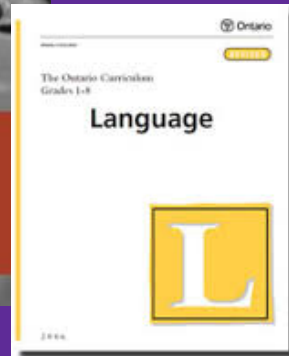 Ontario
REVISED
The Ontario Curriculum
Grades 1-8
Language
L
2006